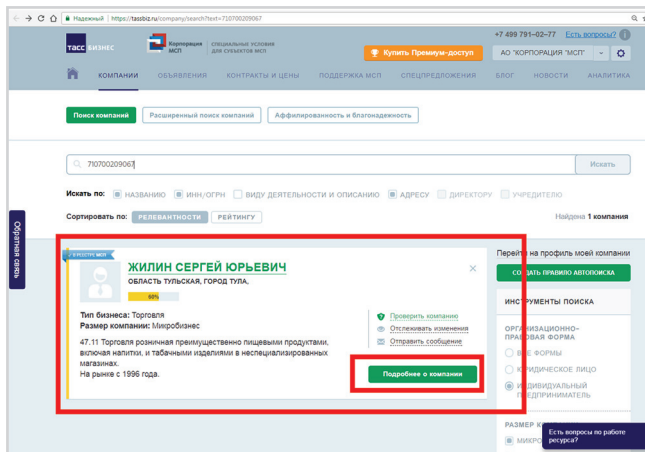 Надежный | https://tassbiz.ru/company/search?text=710700209067
+7 499 791-02-77 Есть вопросы?
ТАСС БИЗНЕС
Корпорация МСП
СПЕЦИАЛЬНЫЕ УСЛОВИЯ
ДЛЯ СУБЪЕКТОВ МСП
Купить Премиум-доступ
АО "КОРПОРАЦИЯ "МСП"
КОМПАНИИ ОБЪЯВЛЕНИЯ КОНТРАКТЫ И ЦЕНЫ ПОДДЕРЖКА МСП СПЕЦПРЕДЛОЖЕНИЯ БЛОГ НОВОСТИ АНАЛИТИКА
Поиск компаний
Расширенный поиск компаний
Аффилированность и благонадежность
710700209067
Искать
Искать по: НАЗВАНИЮ ИНН/ОГРН ВИДУ ДЕЯТЕЛЬНОСТИ И ОПИСАНИЮ АДРЕСУ ДИРЕКТОРУ УЧРЕДИТЕЛЮ
Сортировать по: РЕЛЕВАНТНОСТИ РЕЙТИНГУ
Найдена 1 компания
Обратная связь
В РЕЕСТРЕ МСП
ЖИЛИН СЕРГЕЙ ЮРЬЕВИЧ
ОБЛАСТЬ ТУЛЬСКАЯ, ГОРОД ТУЛА,
60%
Тип бизнеса: Торговля
Размер компании: Микробизнес
47.11 Торговля розничная преимущественно пищевыми продуктами,
включая напитки, и табачными изделиями в неспециализированных
магазинах.
На рынке с 1996 года.
Проверить компанию
Отслеживать изменения
Отправить сообщение
Подробнее о компании
Перейти на профиль моей компании
СОЗДАТЬ ПРАВИЛО АВТОПОИСКА
ИНСТРУМЕНТЫ ПОИСКА
ОРГАНИЗАЦИОННО-
ПРАВОВАЯ ФОРМА
ВСЕ ФОРМЫ
ЮРИДИЧЕСКОЕ ЛИЦО
ИНДИВИДУАЛЬНЫЙ
ПРЕДПРИНИМАТЕЛЬ
РАЗМЕР
МИКРО
Есть вопросы по работе
ресурса?